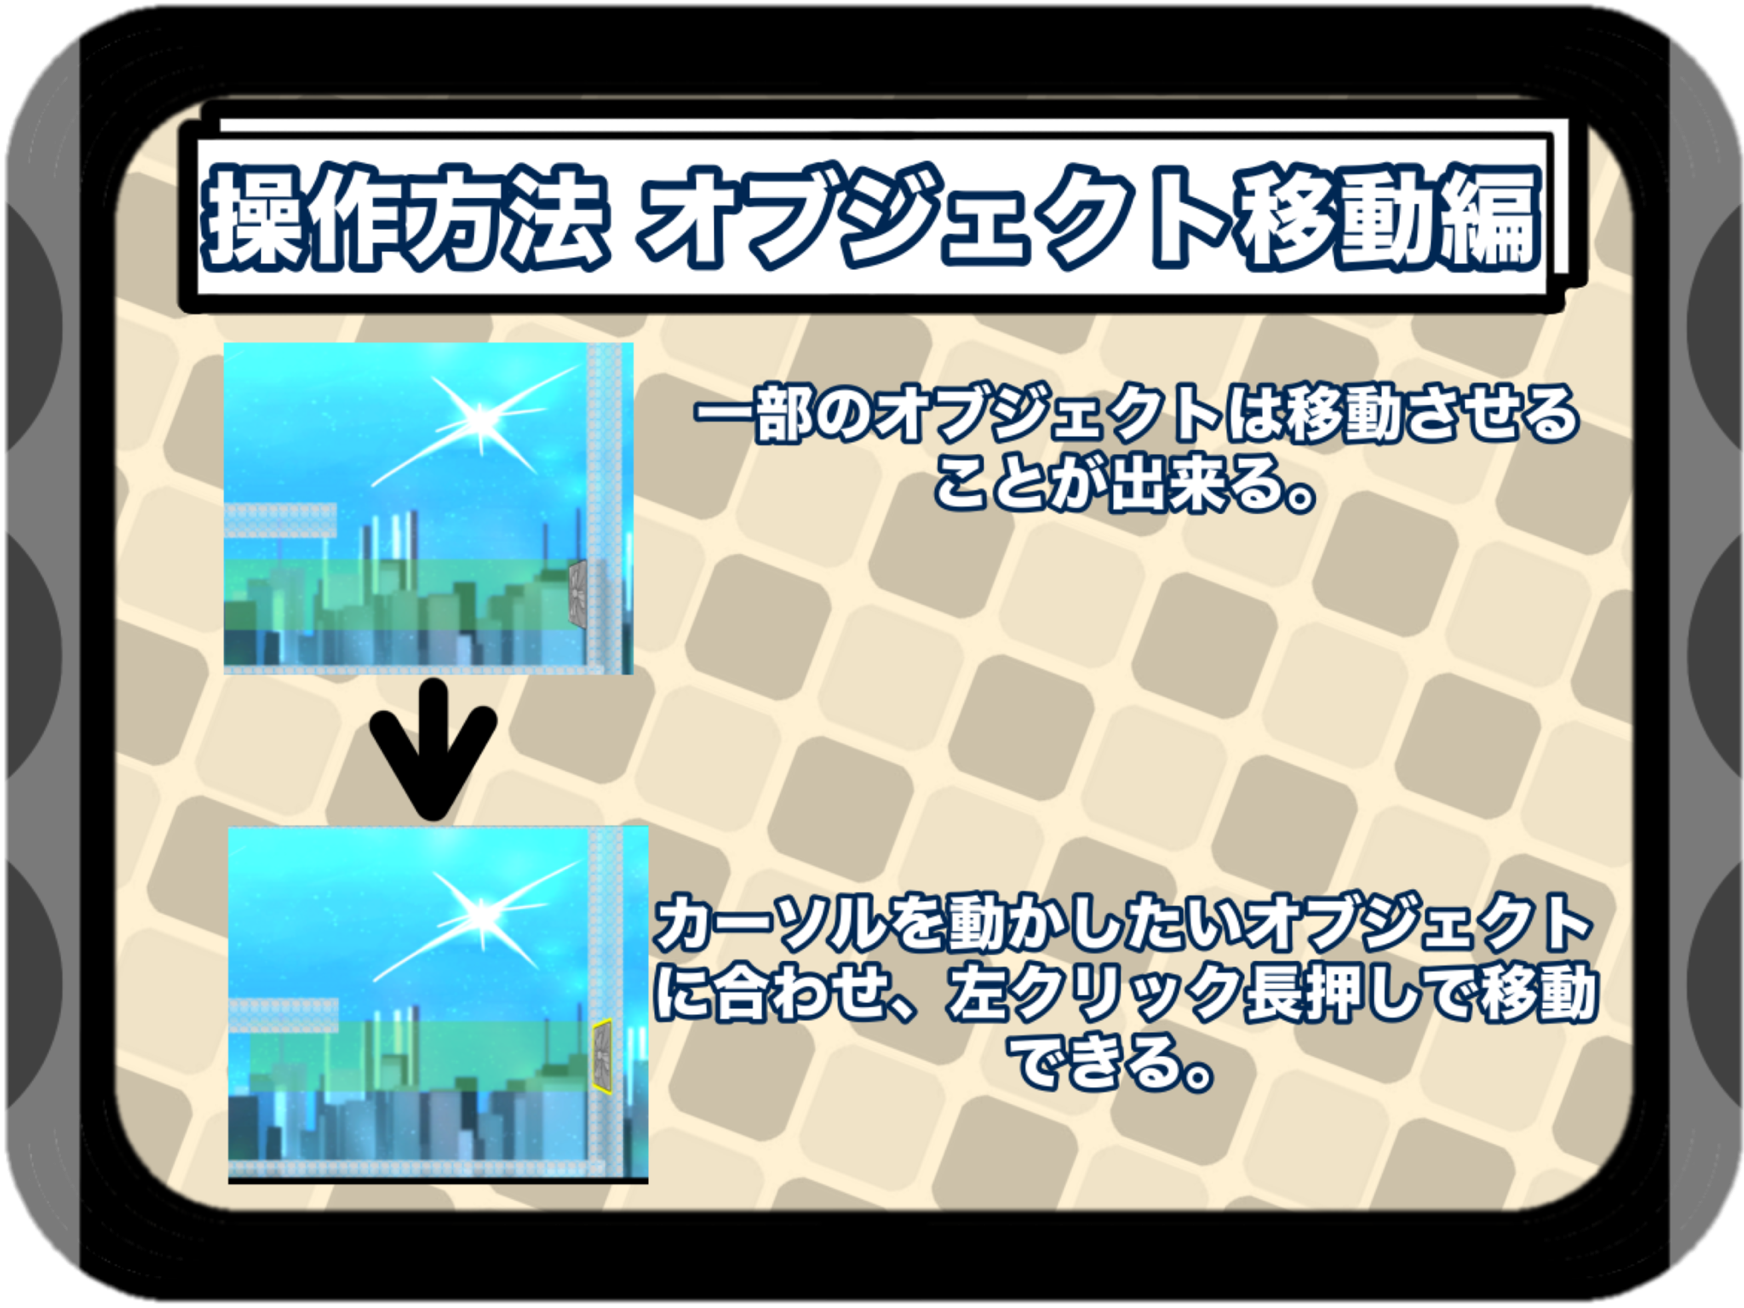 操作方法 オブジェクト移動編
一部のオブジェクトは移動させる
ことが出来る。
カーソルを動かしたいオブジェクト
に合わせ、左クリック長押しで移動
できる。